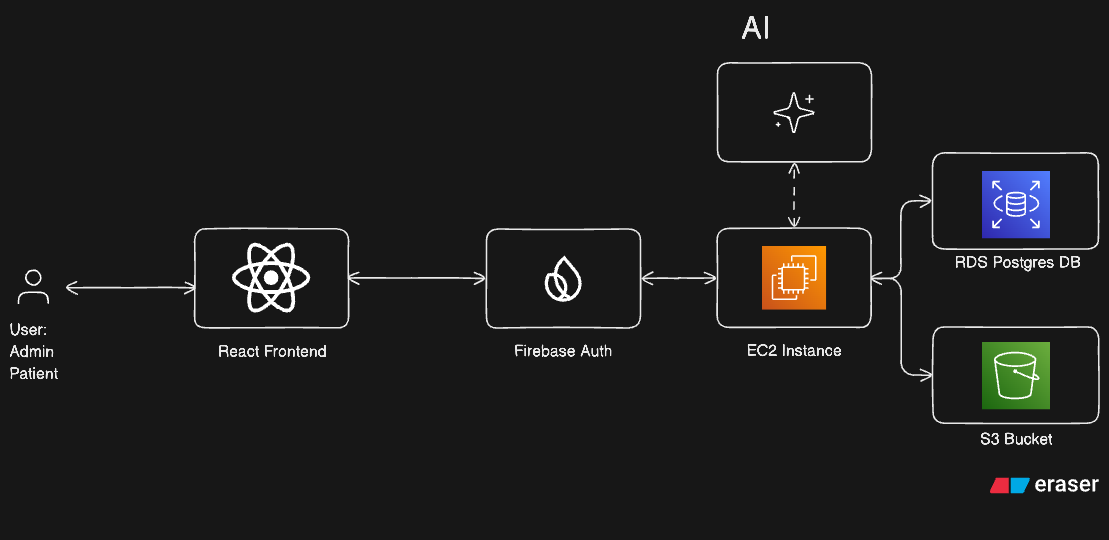 AI
RDS Postgres DB
User:
Admin
Patient
React Frontend
Firebase Auth
EC2 Instance
S3 Bucket
eraser